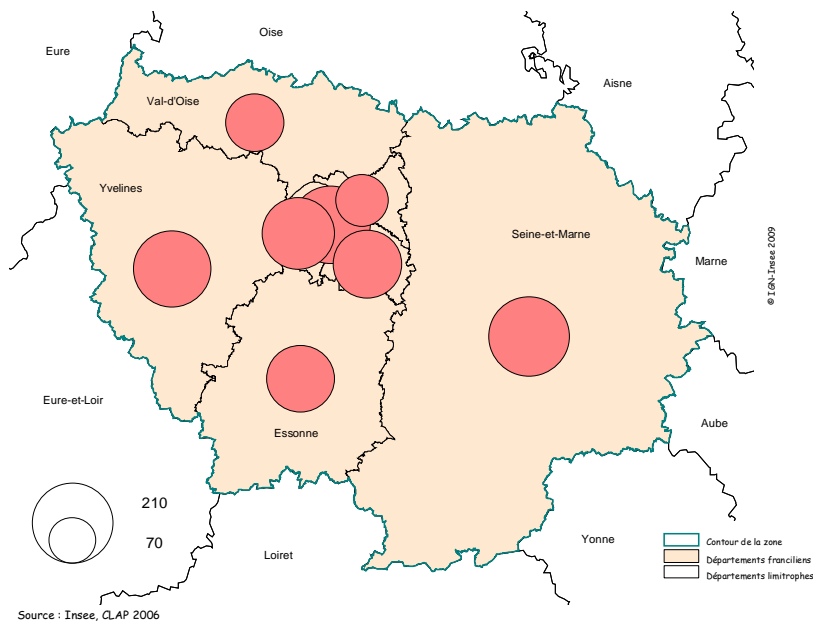 Oise
Eure
Aisne
Val-d'Oise
Yvelines
Seine-et-Marne
Marne
© IGN-Insee 2009
Eure-et-Loir
Essonne
Aube
210
70
Loiret
Yonne
Contour de la zone
Départements franciliens
Départements limitrophes
Source : Insee, CLAP 2006